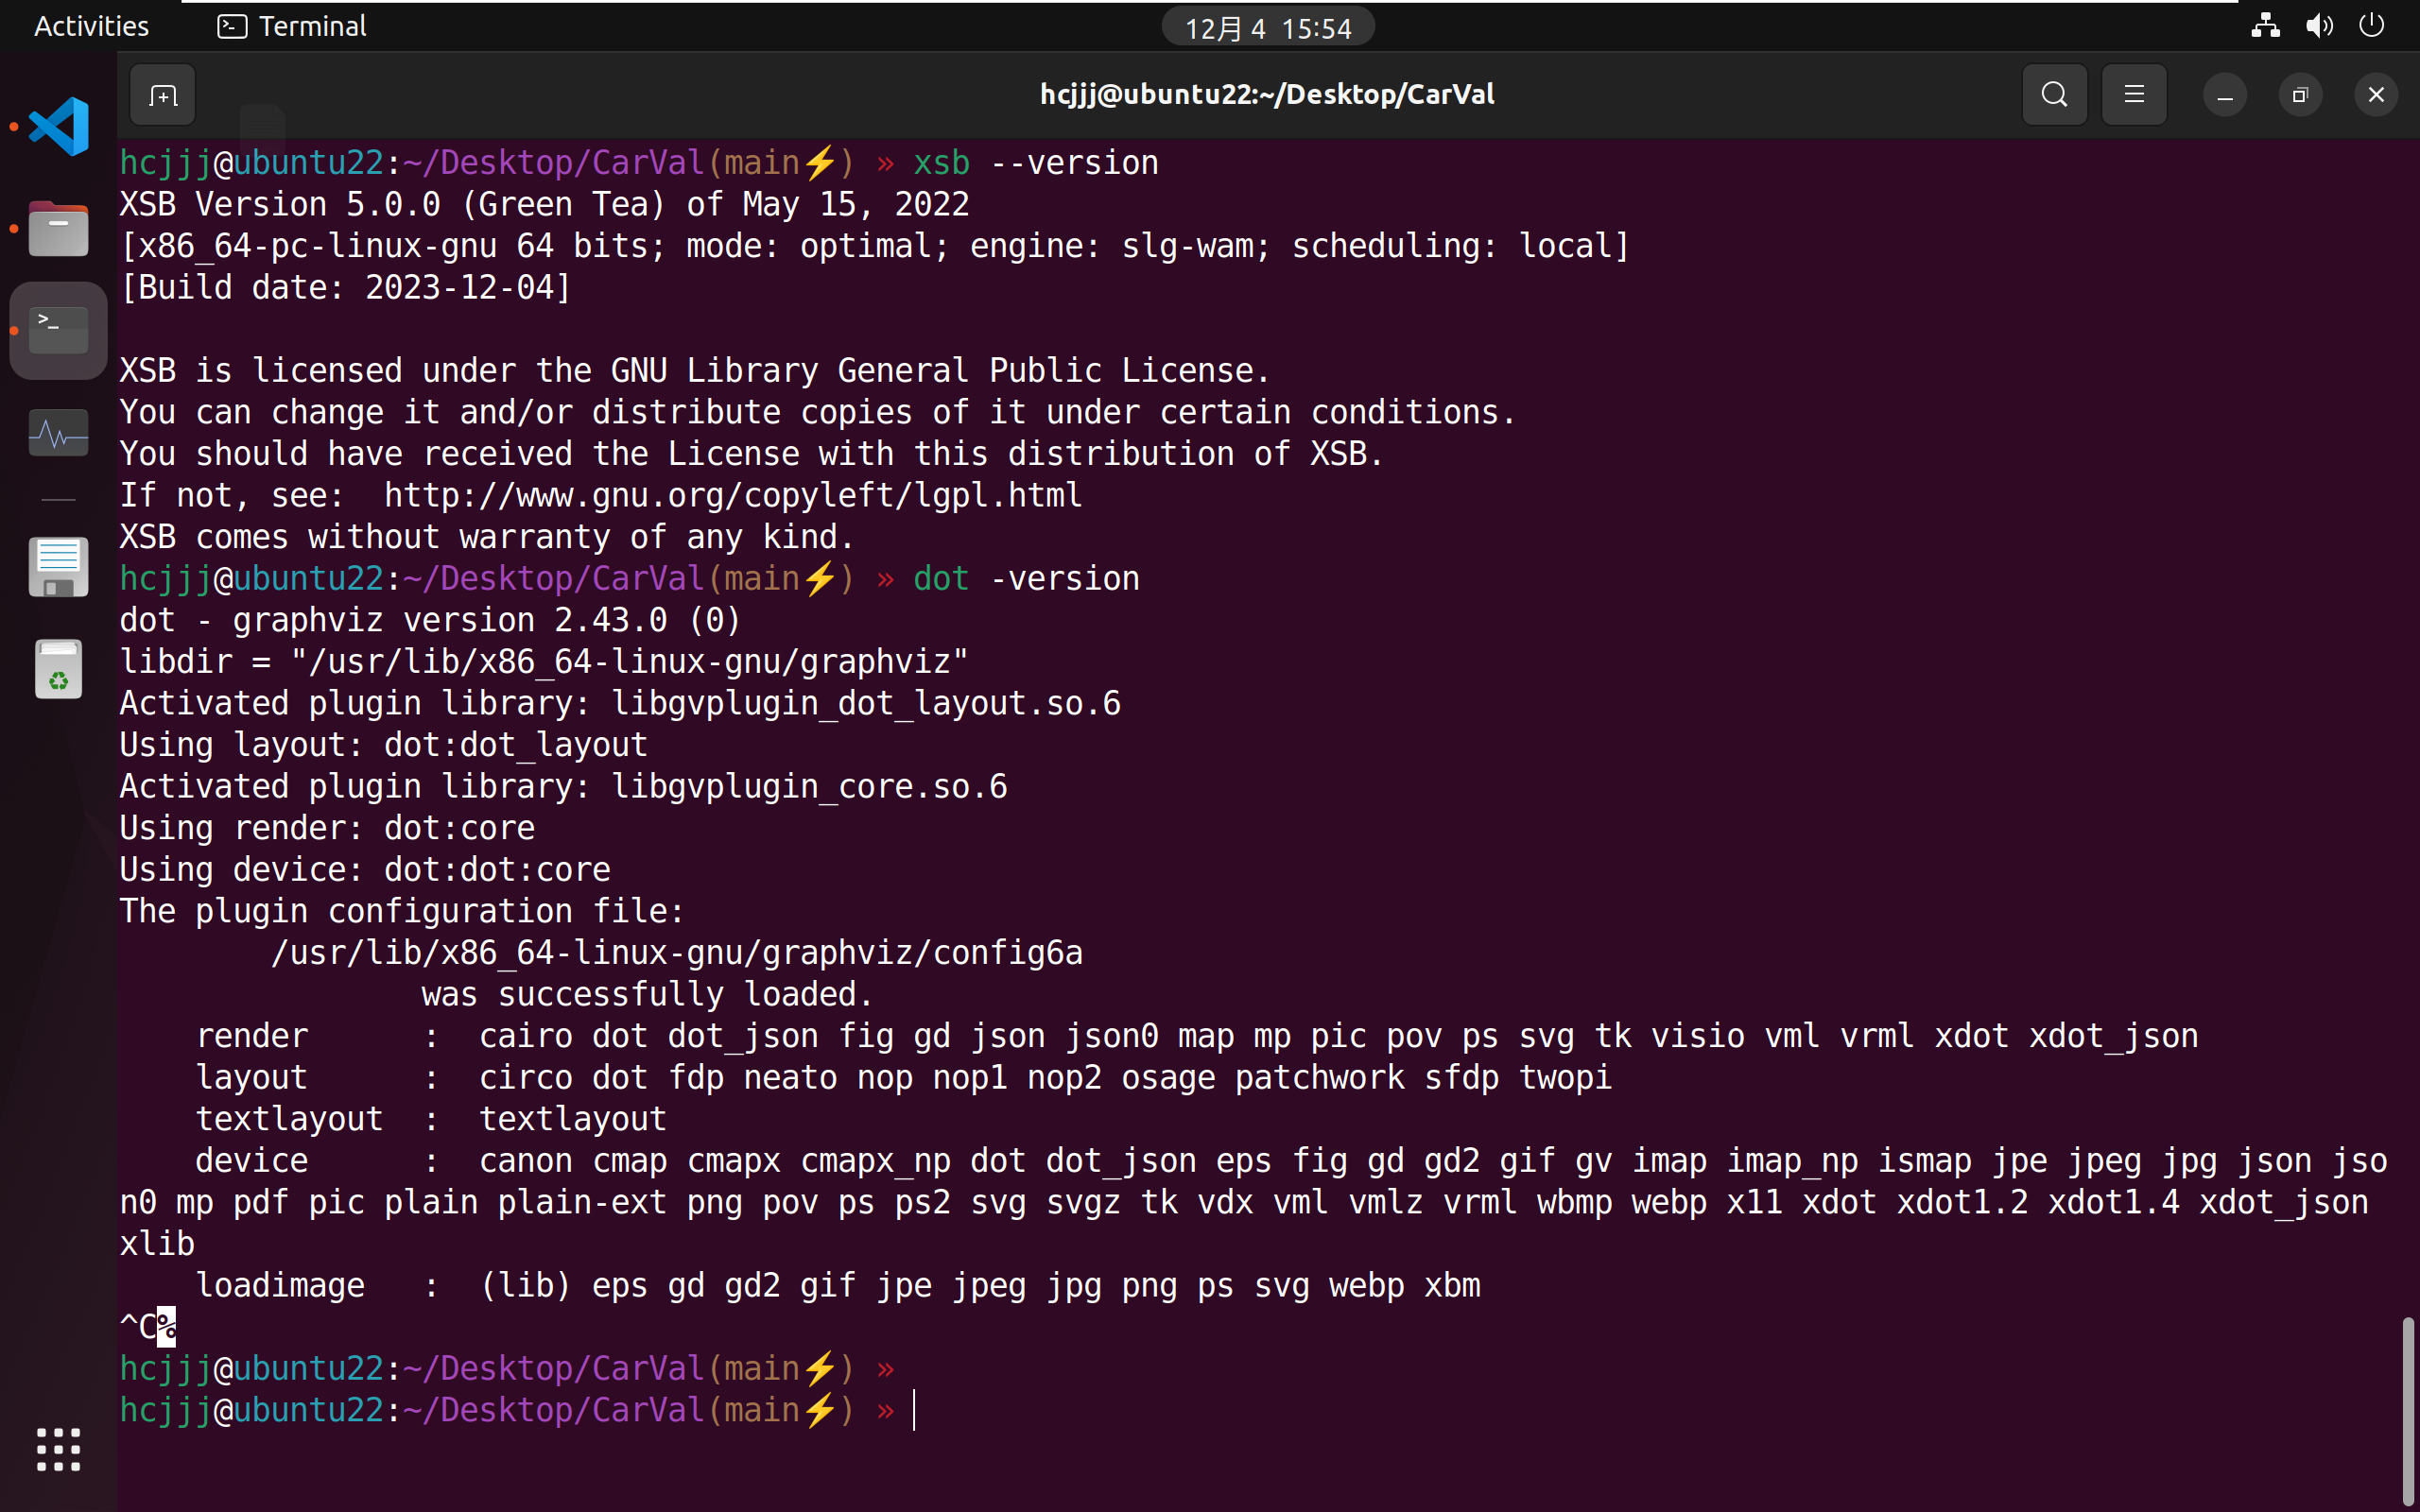 Activities Terminal 12月 4 15:54
hcjjj@ubuntu22:~/Desktop/CarVal
hcjjj@ubuntu22:~/Desktop/CarVal(main⚡) » xsb --version
XSB Version 5.0.0 (Green Tea) of May 15, 2022
[x86_64-pc-linux-gnu 64 bits; mode: optimal; engine: slg-wam; scheduling: local]
[Build date: 2023-12-04]
XSB is licensed under the GNU Library General Public License.
You can change it and/or distribute copies of it under certain conditions.
You should have received the License with this distribution of XSB.
If not, see:  http://www.gnu.org/copyleft/lgpl.html
XSB comes without warranty of any kind.
hcjjj@ubuntu22:~/Desktop/CarVal(main⚡) » dot -version
dot - graphviz version 2.43.0 (0)
libdir = "/usr/lib/x86_64-linux-gnu/graphviz"
Activated plugin library: libgvplugin_dot_layout.so.6
Using layout: dot:dot_layout
Activated plugin library: libgvplugin_core.so.6
Using render: dot:core
Using device: dot:dot:core
The plugin configuration file:
        /usr/lib/x86_64-linux-gnu/graphviz/config6a
                was successfully loaded.
    render      :  cairo dot dot_json fig gd json json0 map mp pic pov ps svg tk visio vml vrml xdot xdot_json
    layout      :  circo dot fdp neato nop nop1 nop2 osage patchwork sfdp twopi
    textlayout  :  textlayout
    device      :  canon cmap cmapx cmapx_np dot dot_json eps fig gd gd2 gif gv imap imap_np ismap jpe jpeg jpg json jso
n0 mp pdf pic plain plain-ext png pov ps ps2 svg svgz tk vdx vml vmlz vrml wbmp webp x11 xdot xdot1.2 xdot1.4 xdot_json
xlib
    loadimage   :  (lib) eps gd gd2 gif jpe jpeg jpg png ps svg webp xbm
^C%
hcjjj@ubuntu22:~/Desktop/CarVal(main⚡) »
hcjjj@ubuntu22:~/Desktop/CarVal(main⚡) »